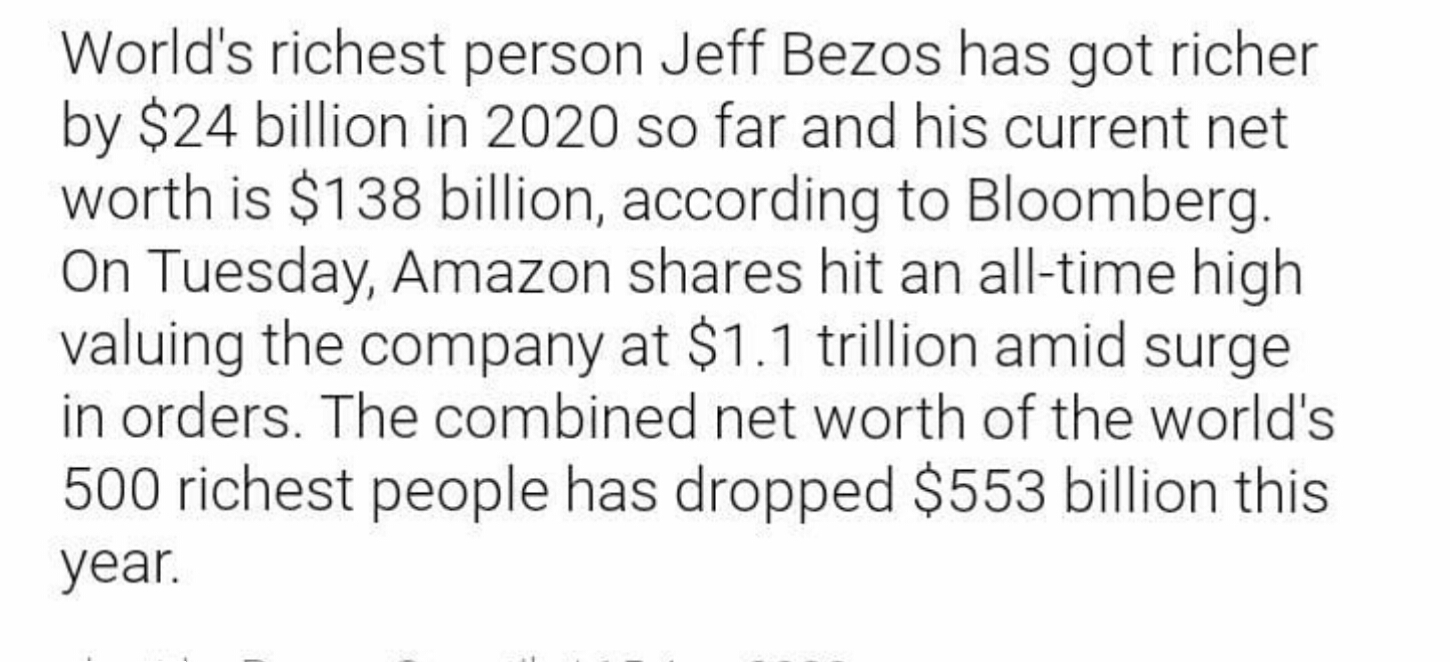 World's richest person Jeff Bezos has got richer
by $24 billion in 2020 so far and his current net
worth is $138 billion, according to Bloomberg.
On Tuesday, Amazon shares hit an all-time high
valuing the company at $1.1 trillion amid surge
in orders. The combined net worth of the world's
500 richest people has dropped $553 billion this
year.